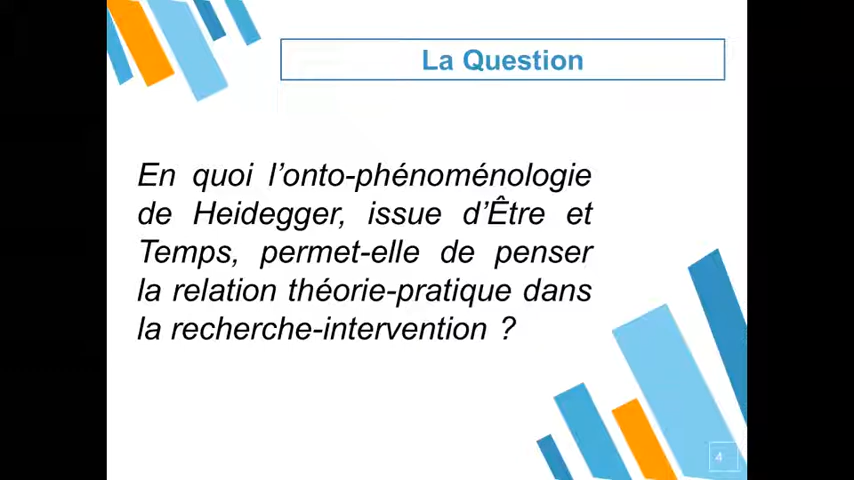 La Question
En quoi l’onto-phénoménologie
de Heidegger, issue d’Être et
Temps, permet-elle de penser
la relation théorie-pratique dans
la recherche-intervention ?
4